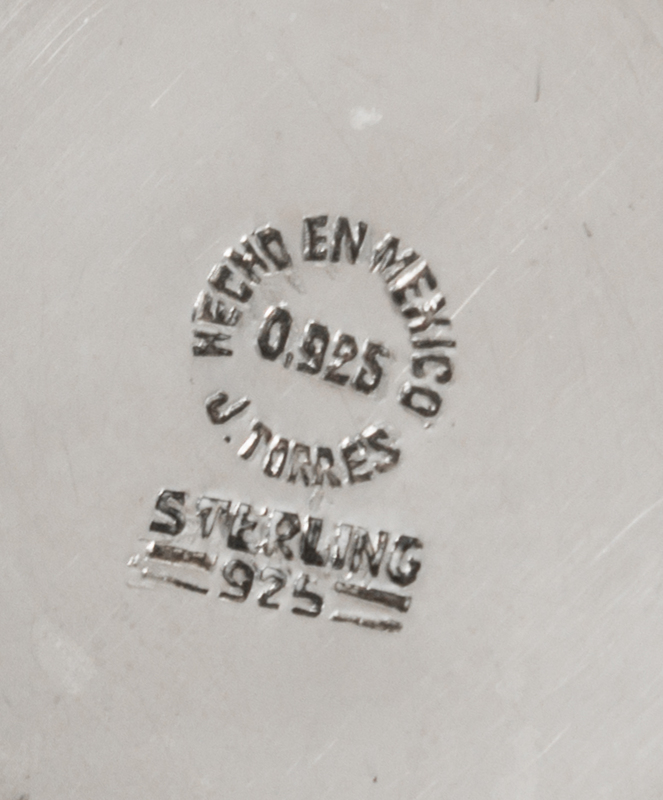 HECHO EN MEXICO
0,925
J. TORRES
STERLING
925